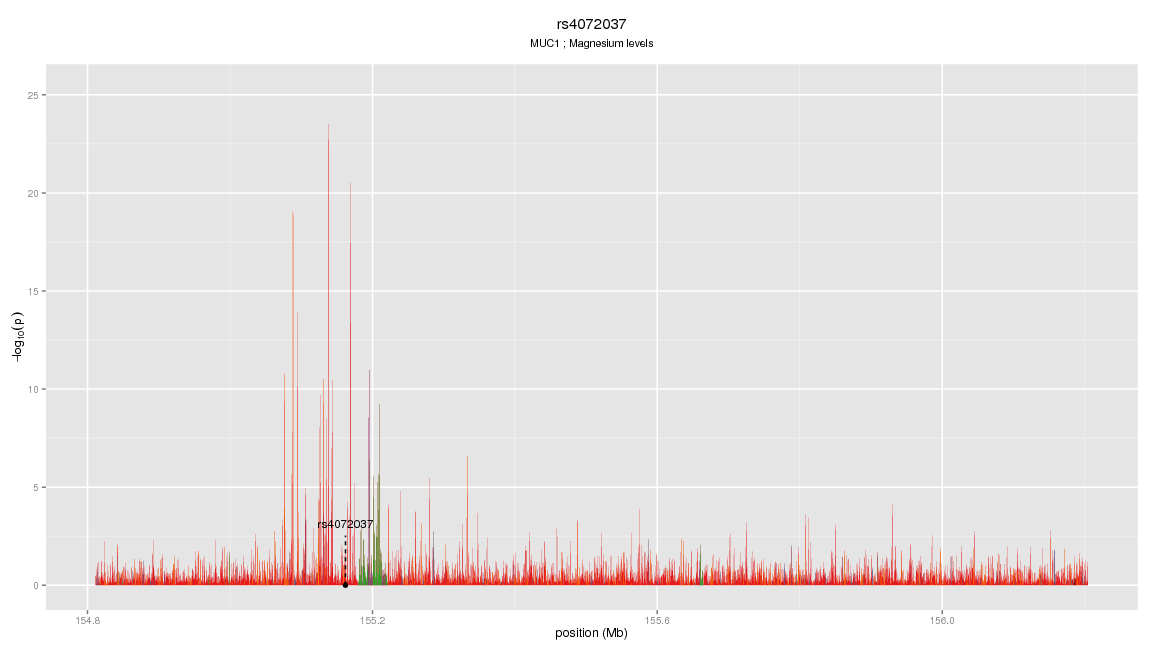 rs4072037
MUC1 ; Magnesium levels
25
20
15
10
5
0
−log10(p)
rs4072037
154.8
155.2
155.6
156.0
position (Mb)